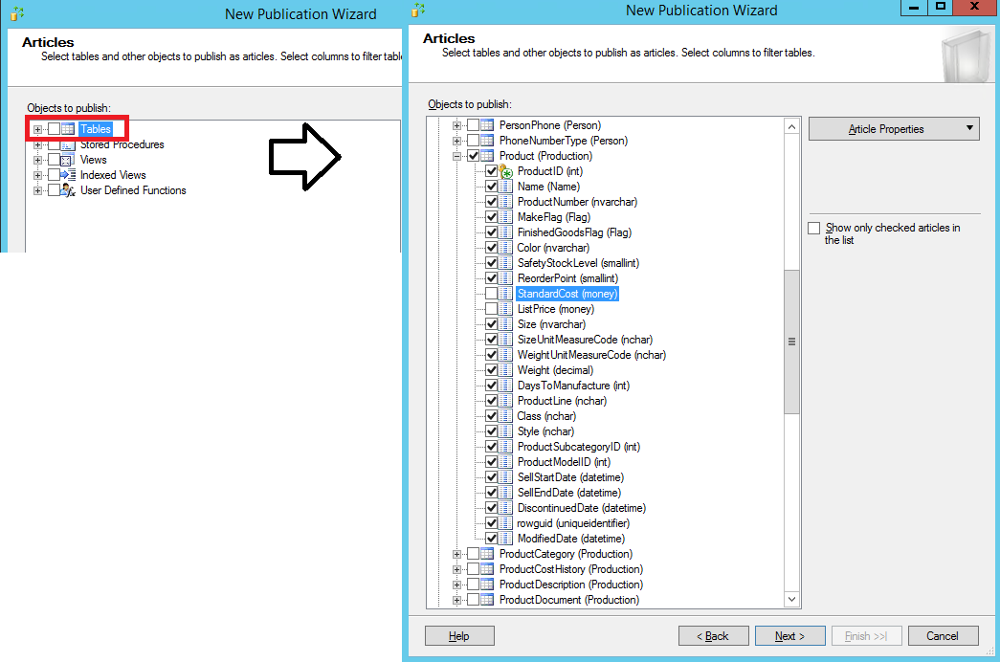 New Publication Wizard
Articles
Select tables and other objects to publish as articles. Select columns to filter tabl
Objects to publish:
Tables
Stored Procedures
Views
Indexed Views
User Defined Functions
New Publication Wizard
Articles
Select tables and other objects to publish as articles. Select columns to filter tables.
Objects to publish:
PersonPhone (Person)
PhoneNumberType (Person)
Product (Production)
ProductID (int)
Name (Name)
ProductNumber (nvarchar)
MakeFlag (Flag)
FinishedGoodsFlag (Flag)
Color (nvarchar)
SafetyStockLevel (smallint)
ReorderPoint (smallint)
StandardCost (money)
ListPrice (money)
Size (nvarchar)
SizeUnitMeasureCode (nchar)
WeightUnitMeasureCode (nchar)
Weight (decimal)
DaysToManufacture (int)
ProductLine (nchar)
Class (nchar)
Style (nchar)
ProductSubcategoryID (int)
ProductModelID (int)
SellStartDate (datetime)
SellEndDate (datetime)
DiscontinuedDate (datetime)
rowguid (uniqueidentifier)
ModifiedDate (datetime)
ProductCategory (Production)
ProductCostHistory (Production)
ProductDescription (Production)
ProductDocument (Production)
Article Properties
Show only checked articles in
the list
Help
< Back
Next >
Finish >>|
Cancel